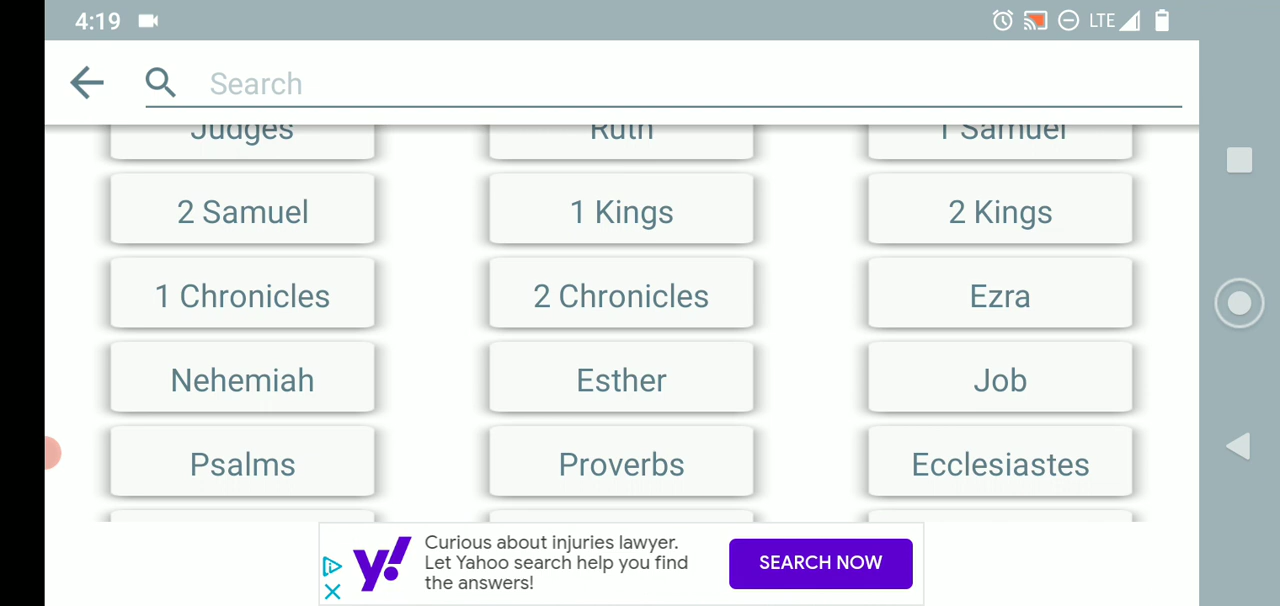 4:19
LTE
Search
Judges
Ruth
1 Samuel
2 Samuel
1 Kings
2 Kings
1 Chronicles
2 Chronicles
Ezra
Nehemiah
Esther
Job
Psalms
Proverbs
Ecclesiastes
y!
Curious about injuries lawyer.
Let Yahoo search help you find
the answers!
SEARCH NOW